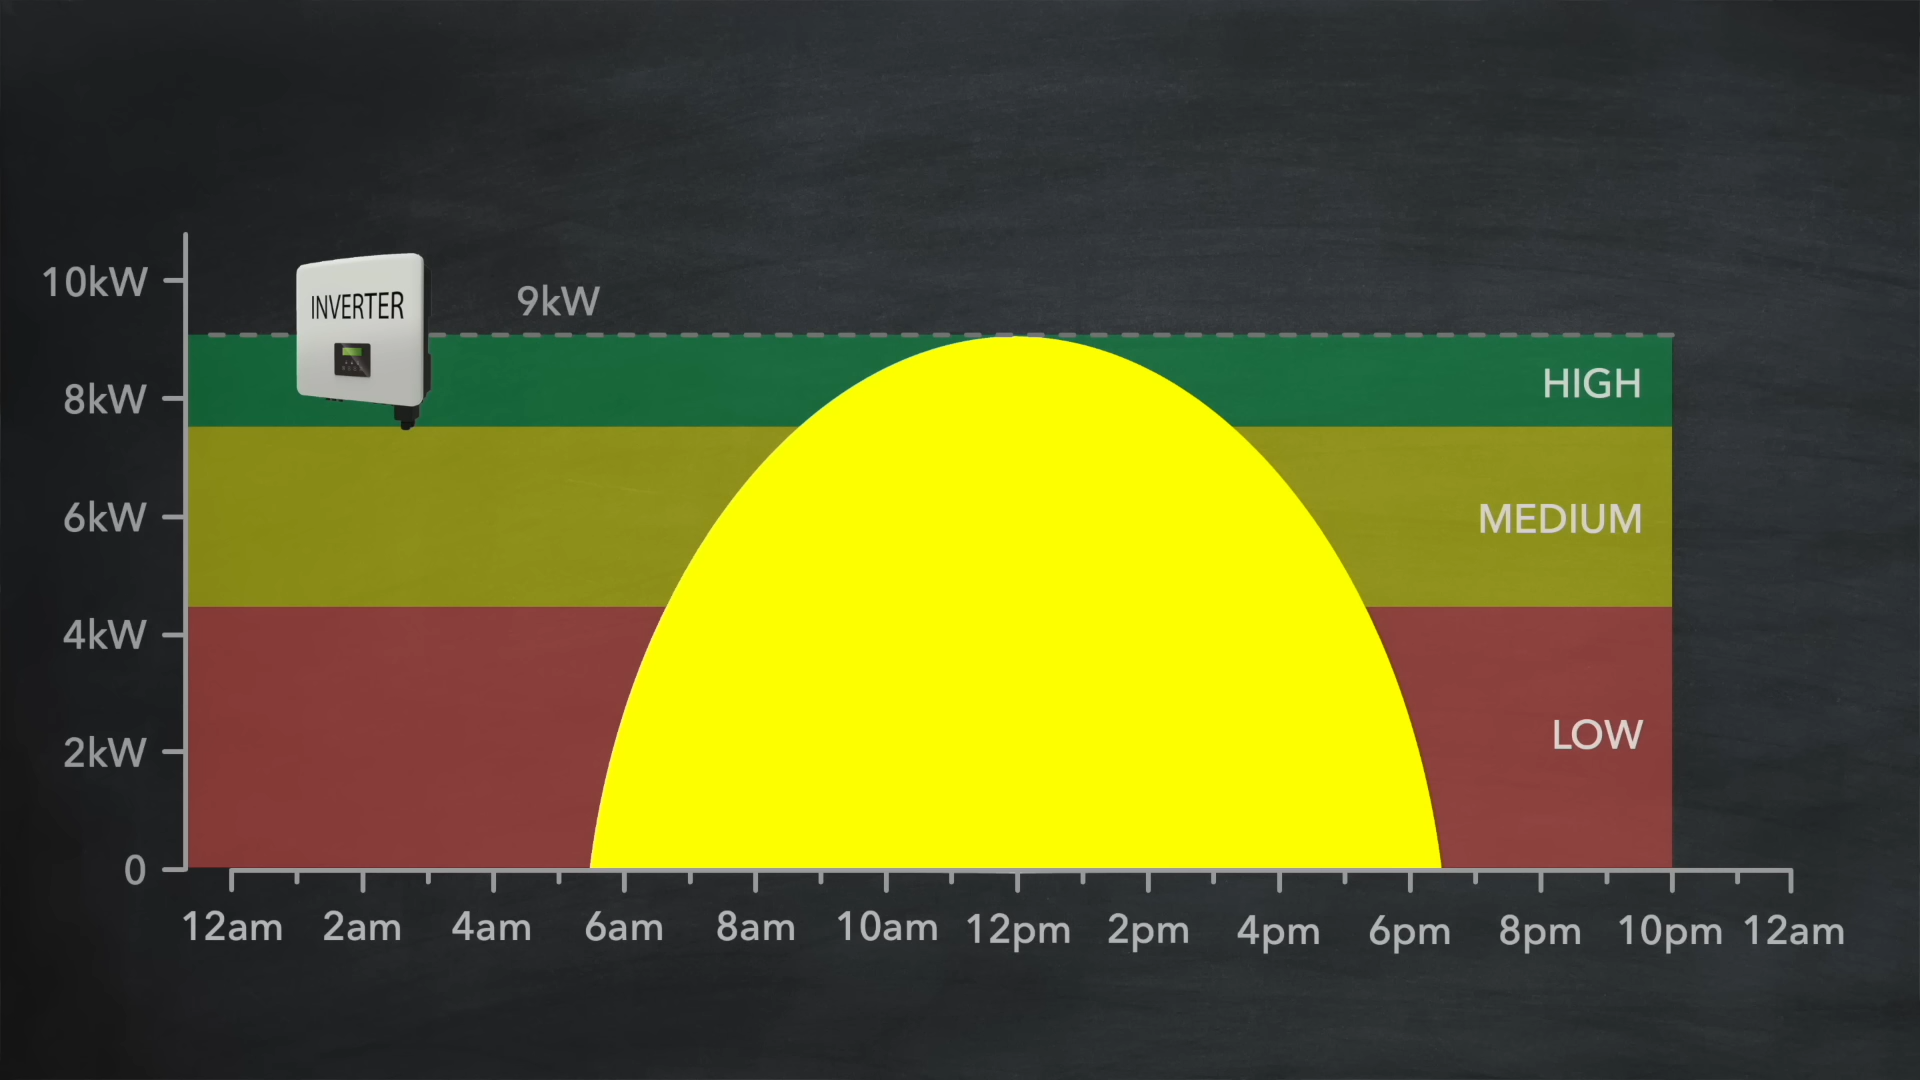 10kW
INVERTER
9kW
8kW
HIGH
6kW
MEDIUM
4kW
2kW
LOW
0
12am 2am 4am 6am 8am 10am 12pm 2pm 4pm 6pm 8pm 10pm 12am